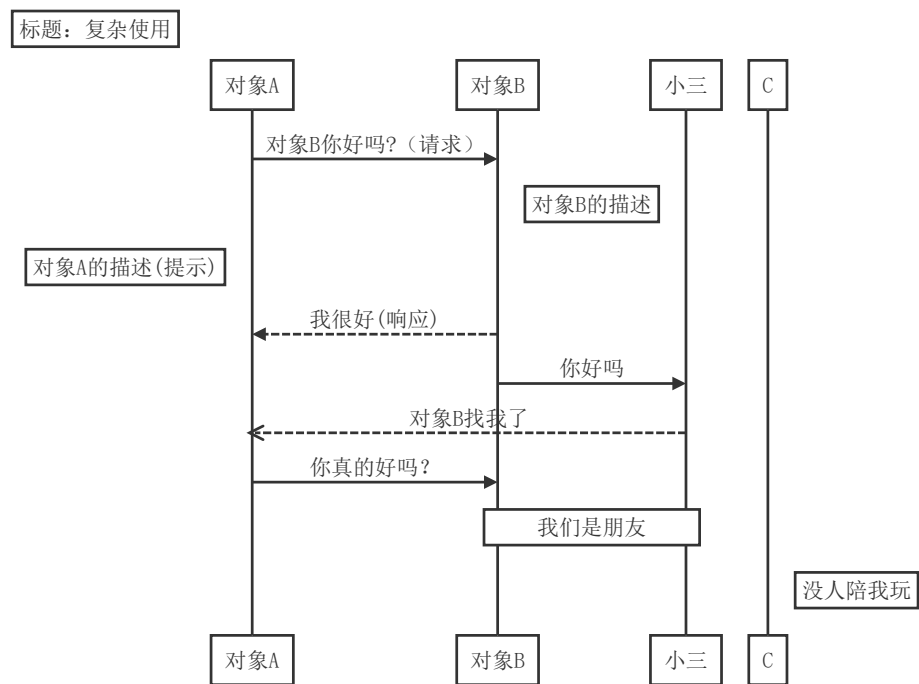 标题：复杂使用
对象A
对象B
小三
C
对象B你好吗?（请求）
对象B的描述
对象A的描述(提示)
我很好(响应)
你好吗
对象B找我了
你真的好吗？
我们是朋友
没人陪我玩
对象A
对象B
小三
C